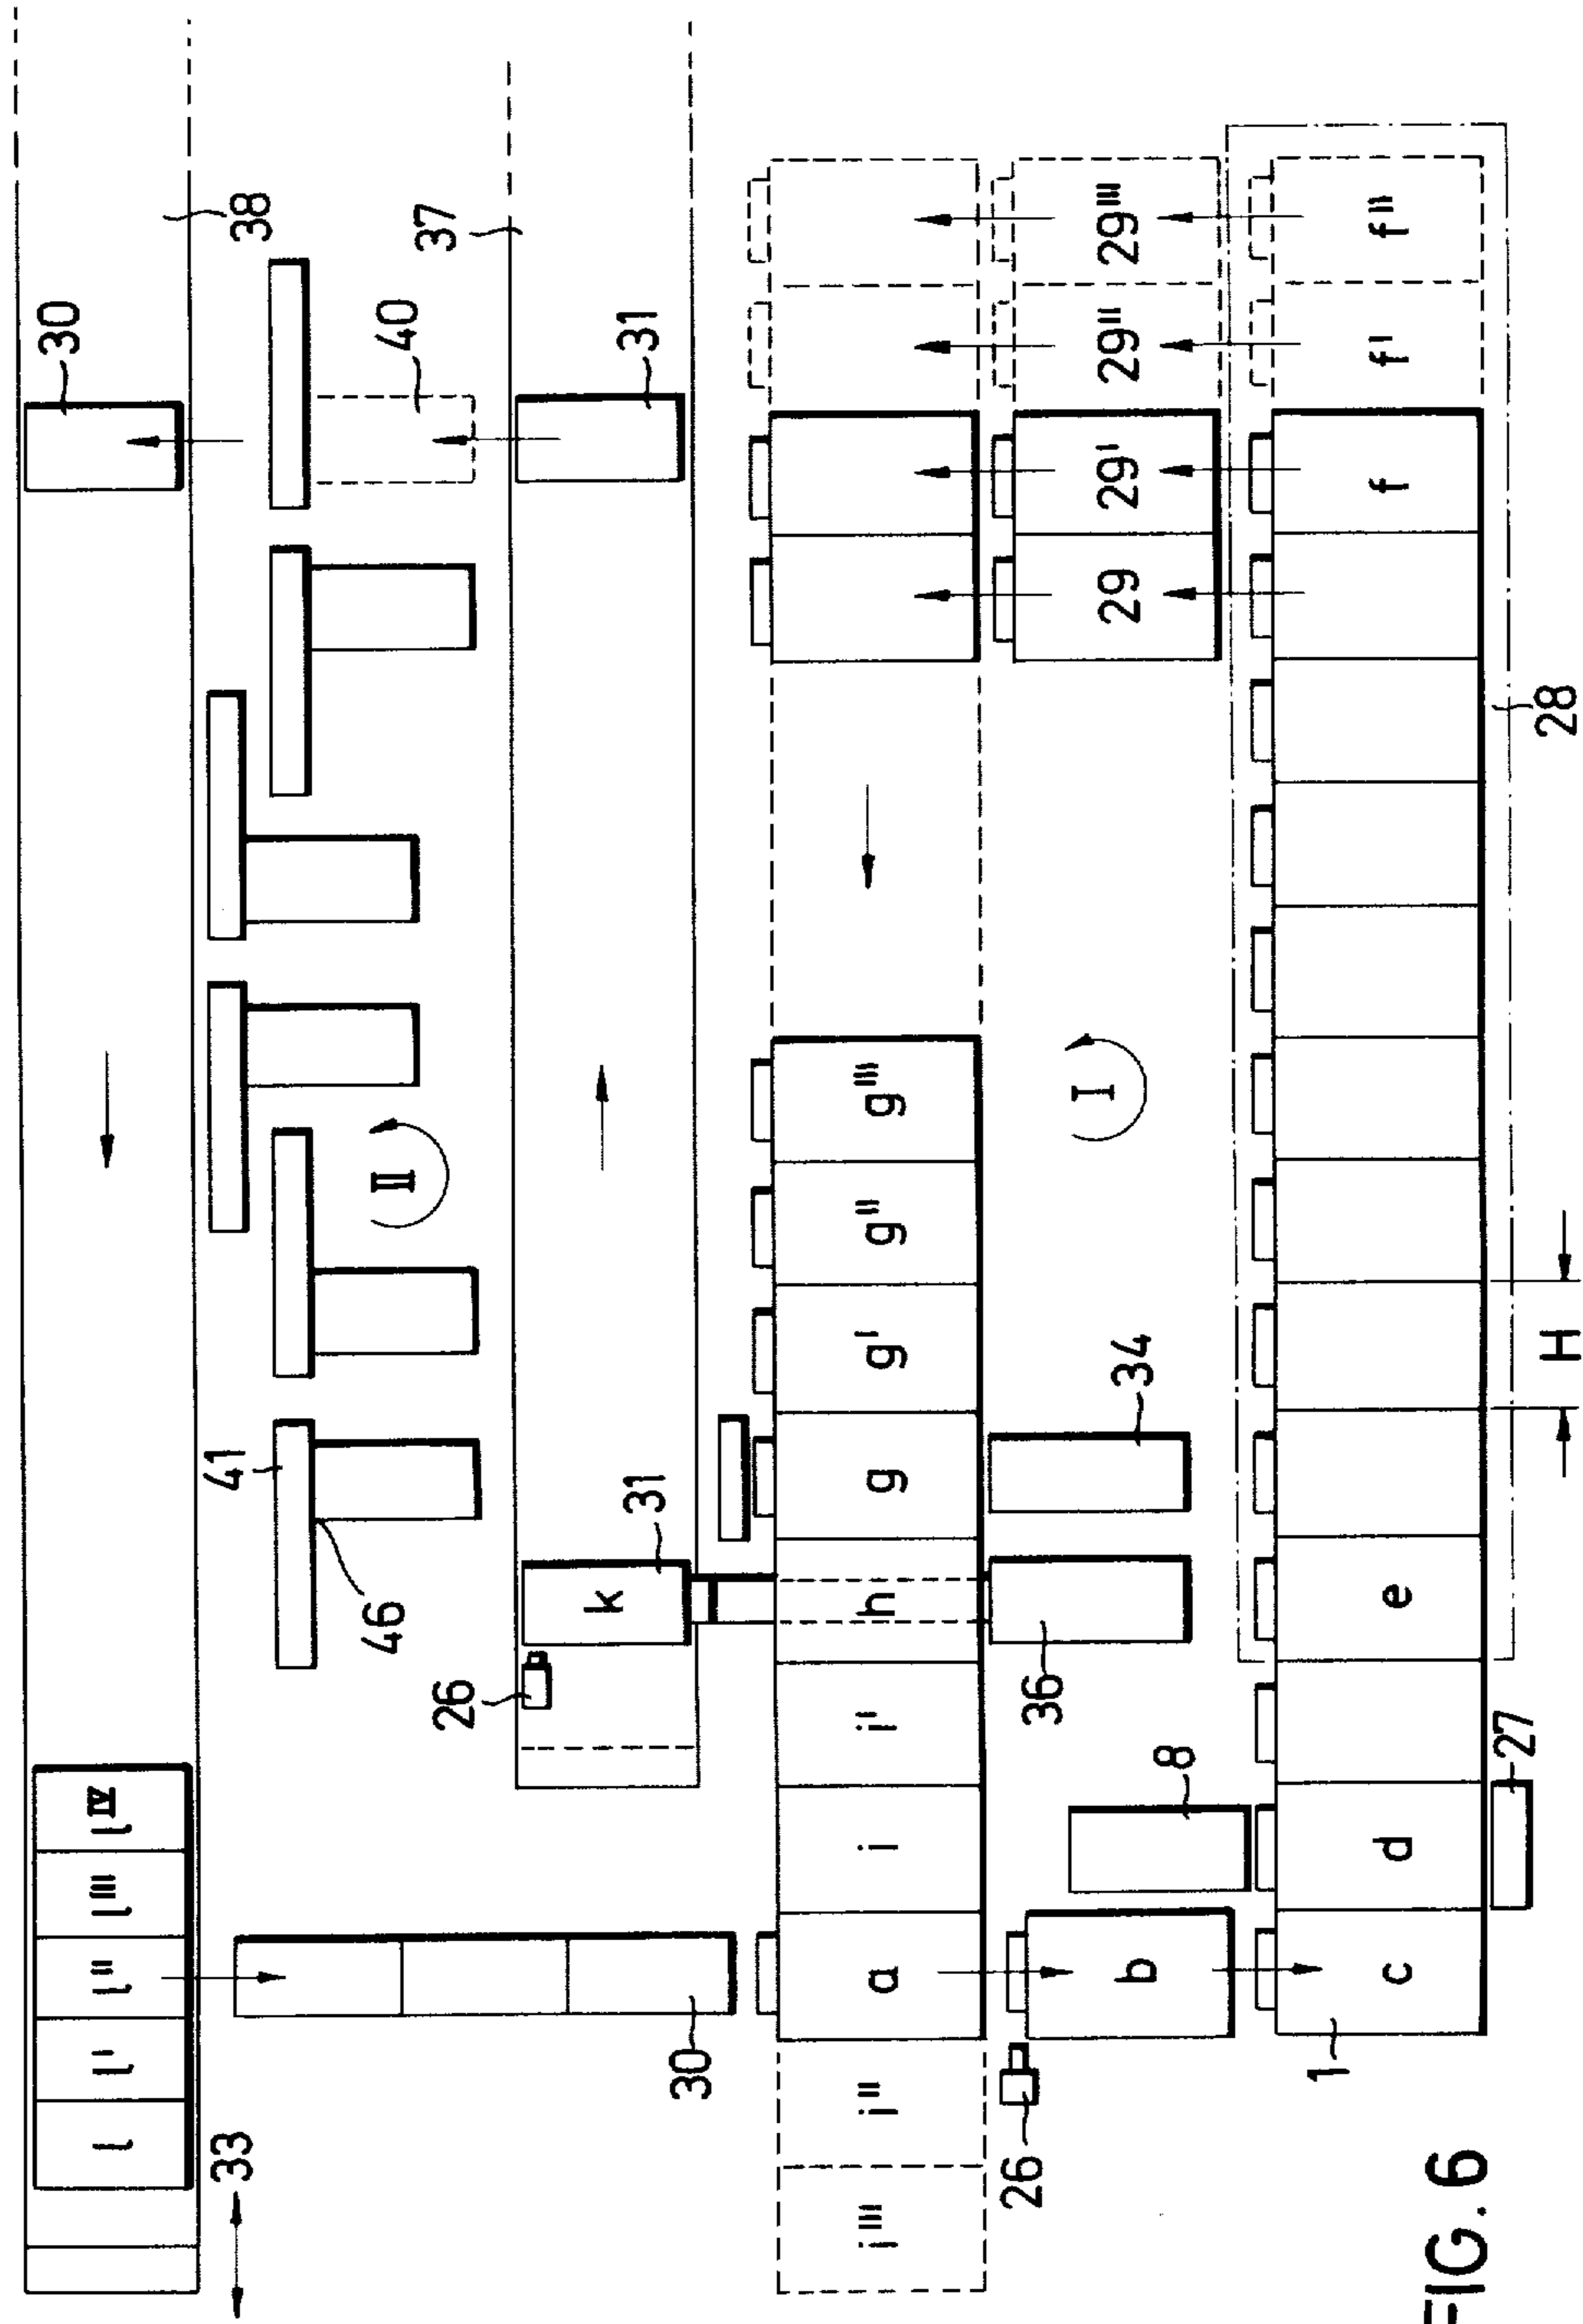 30
38
40
37
31
41
46
II
33
l
l'
l''
l'''
l^IV
26
k
31
30
i'''
i''
a
i
i'
h
g
g'
g''
g'''
I
29
29'
29''
29'''
26
b
8
36
34
1
c
d
e
f
f'
f''
27
H
28
FIG. 6